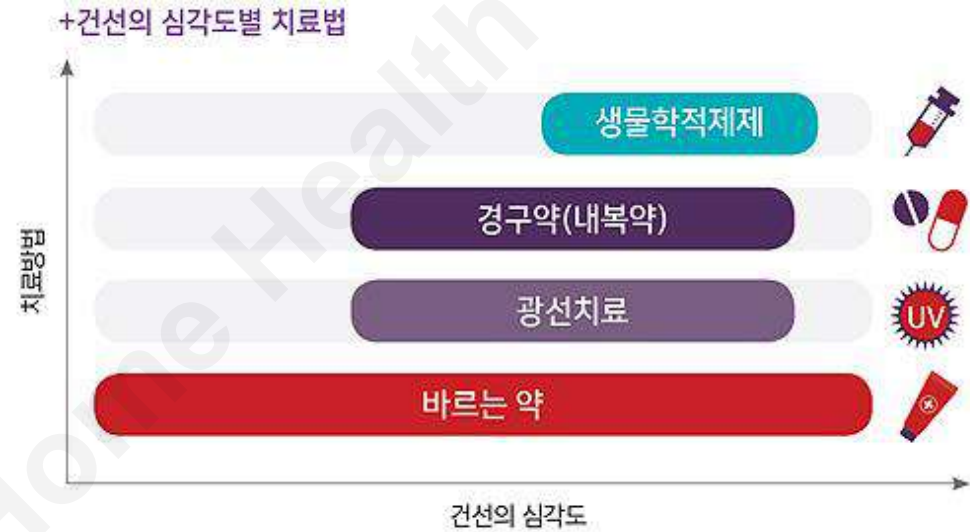 +건선의 심각도별 치료법
생물학적제제
경구약(내복약)
광선치료
UV
바르는 약
치료방법
건선의 심각도
Home Health